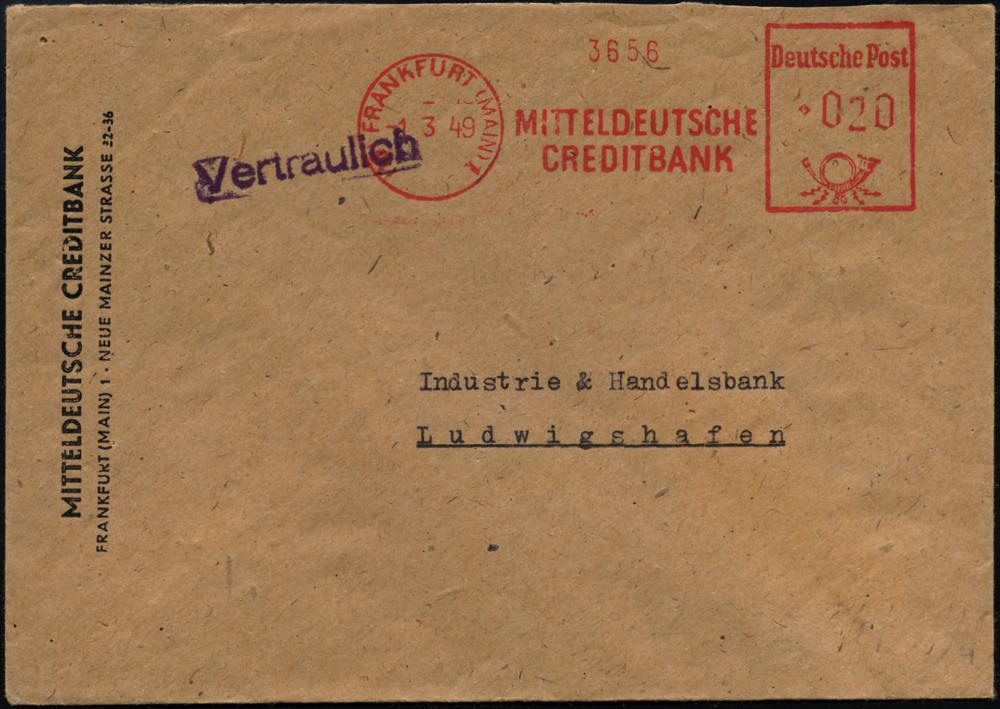 3656
Deutsche Post
020
FRANKFURT (MAIN) 1
3 49
MITTELDEUTSCHE
CREDITBANK
Vertraulich
MITTELDEUTSCHE CREDITBANK
FRANKFURT (MAIN) 1 · NEUE MAINZER STRASSE 22-36
Industrie & Handelsbank
Ludwigshafen